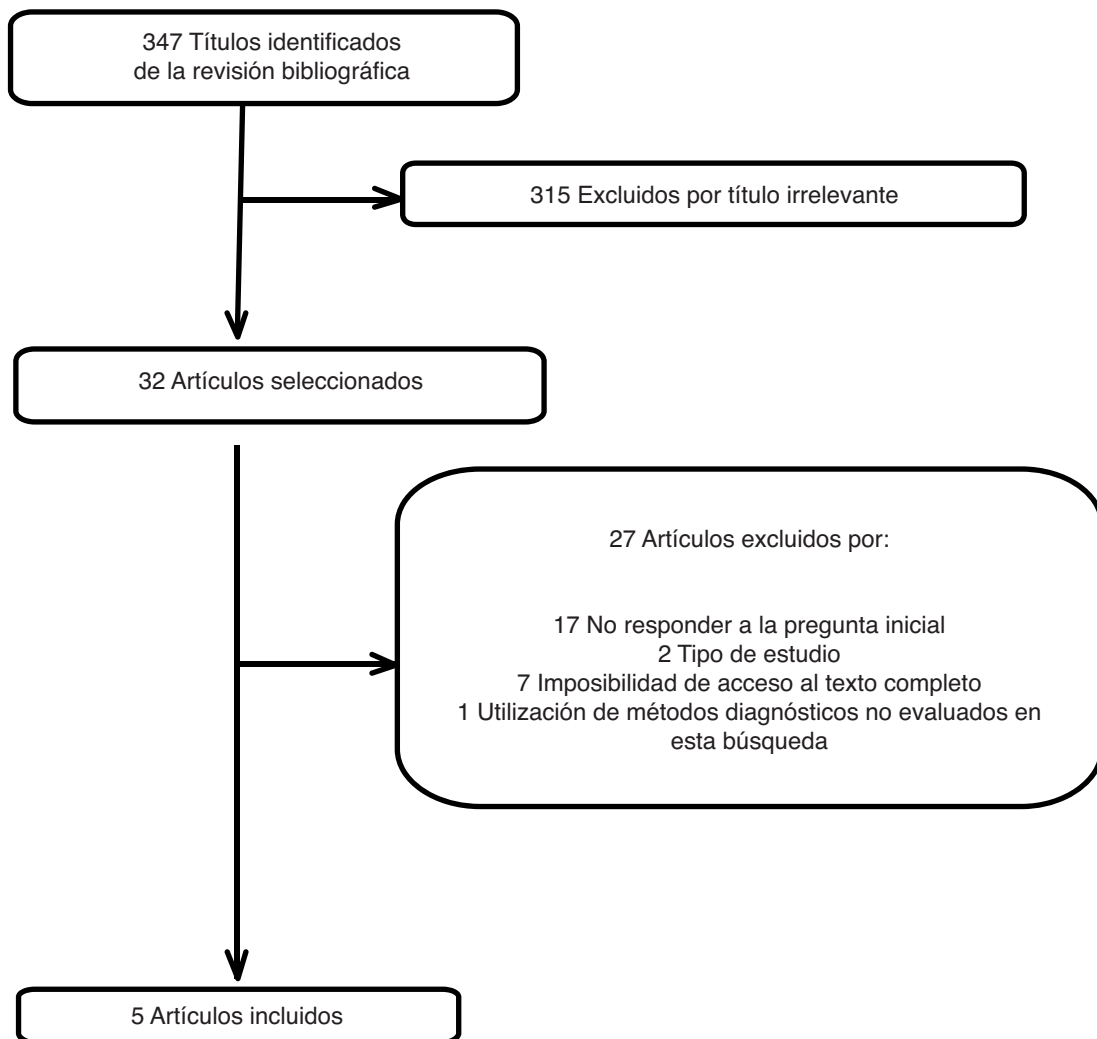 347 Títulos identificados
de la revisión bibliográfica
315 Excluidos por título irrelevante
32 Artículos seleccionados
27 Artículos excluidos por:
17 No responder a la pregunta inicial
2 Tipo de estudio
7 Imposibilidad de acceso al texto completo
1 Utilización de métodos diagnósticos no evaluados en
esta búsqueda
5 Artículos incluidos